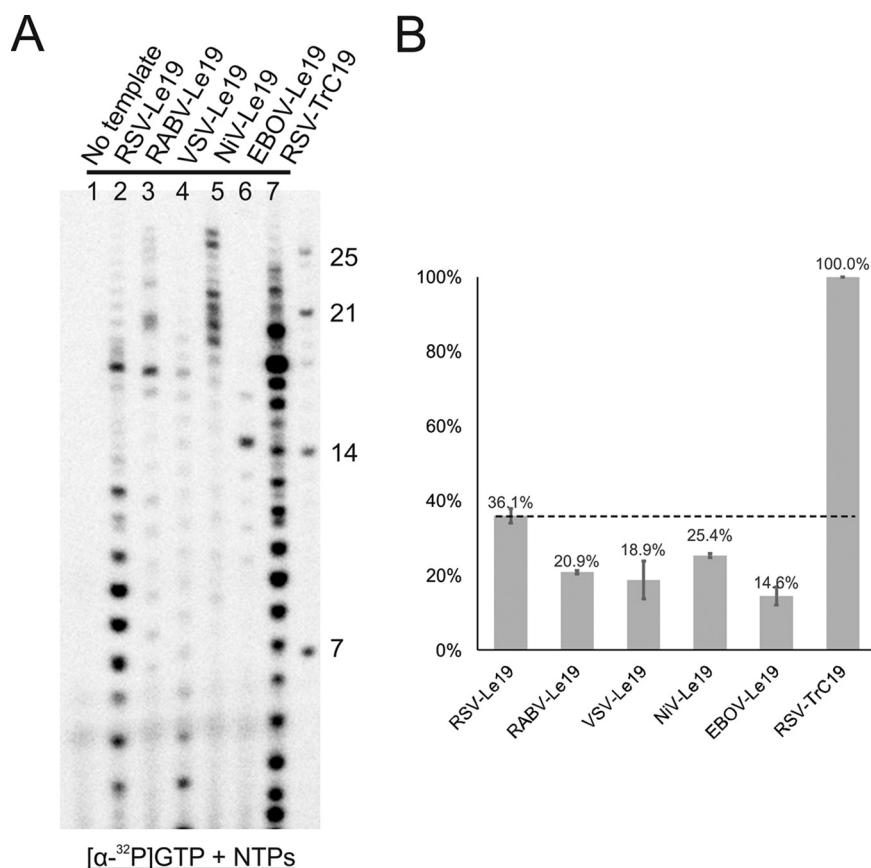 A
No template
RSV-Le19
RABV-Le19
VSV-Le19
NiV-Le19
EBOV-Le19
RSV-TrC19
1 2 3 4 5 6 7
25
21
14
7
[α-³²P]GTP + NTPs
B
100%
80%
60%
40%
20%
0%
36.1%
20.9%
18.9%
25.4%
14.6%
100.0%
RSV-Le19
RABV-Le19
VSV-Le19
NiV-Le19
EBOV-Le19
RSV-TrC19